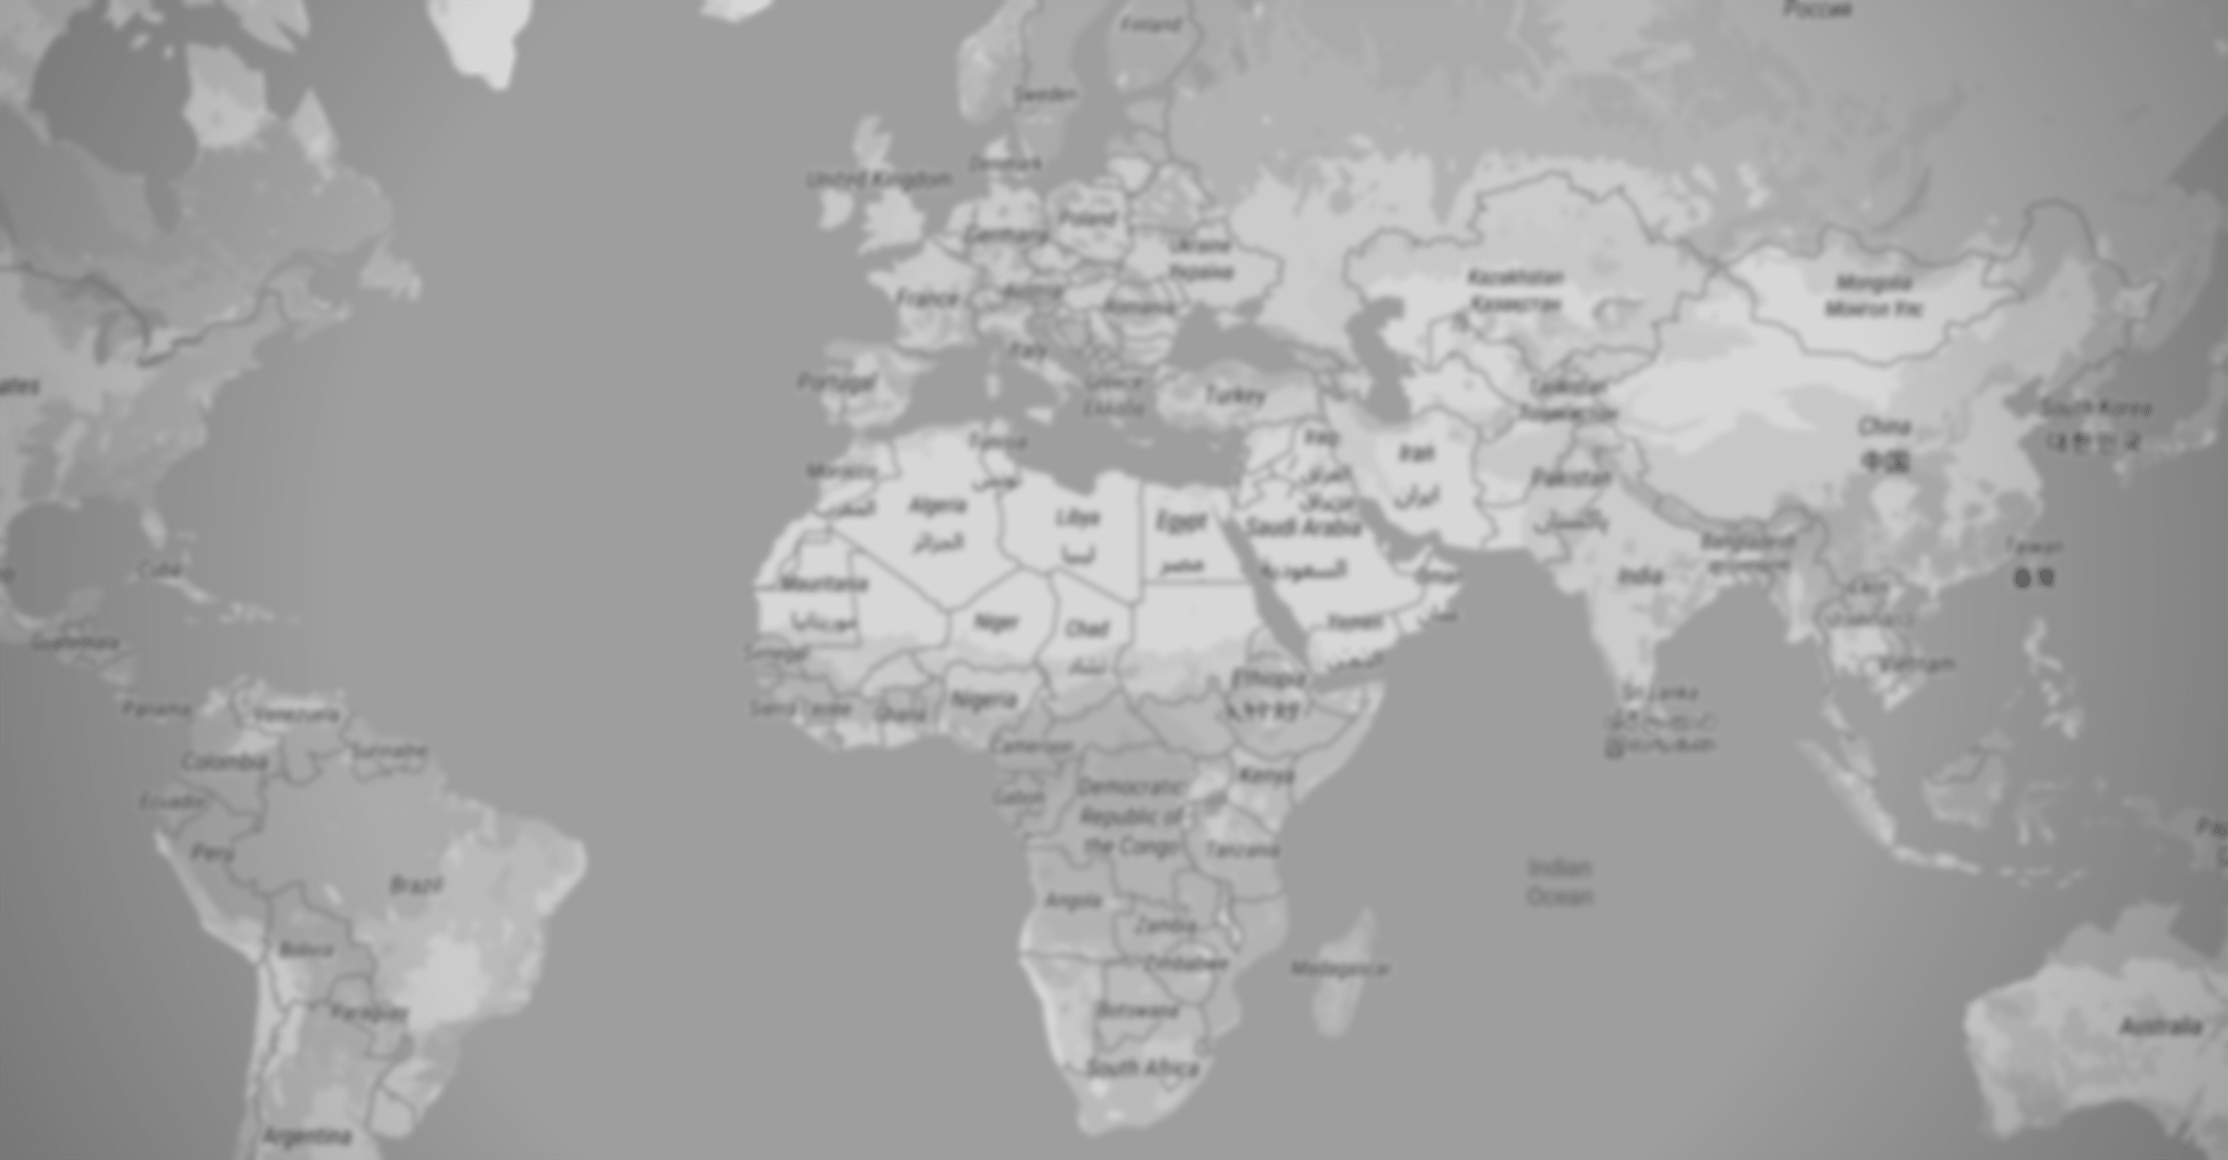 Россия
Finland
Sweden
Denmark
United Kingdom
Poland
Germany
Ukraine
Україна
France
Austria
Romania
Kazakhstan
Казахстан
Mongolia
Монгол Улс
Italy
Portugal
Greece
Ελλάδα
Turkey
Tajikistan
Тоҷикистон
ates
South Korea
대한민국
China
中国
Tunisia
تونس
Iraq
العراق
Iran
ایران
Morocco
المغرب
Pakistan
پاکستان
Algeria
الجزائر
Libya
ليبيا
Egypt
مصر
Saudi Arabia
السعودية
Bangladesh
Taiwan
India
Cuba
Mauritania
موريتانيا
Oman
عمان
Laos
Niger
Chad
تشاد
Yemen
اليمن
Thailand
Guatemala
Senegal
Vietnam
Ethiopia
ኢትዮጵያ
Nigeria
Sri Lanka
Panama
Venezuela
Sierra Leone
Ghana
Cameroon
Suriname
Colombia
Kenya
Gabon
Democratic
Republic of
the Congo
Ecuador
Peru
Tanzania
Brazil
Indian
Ocean
Angola
Zambia
Bolivia
Zimbabwe
Madagascar
Botswana
Paraguay
Australia
South Africa
Argentina